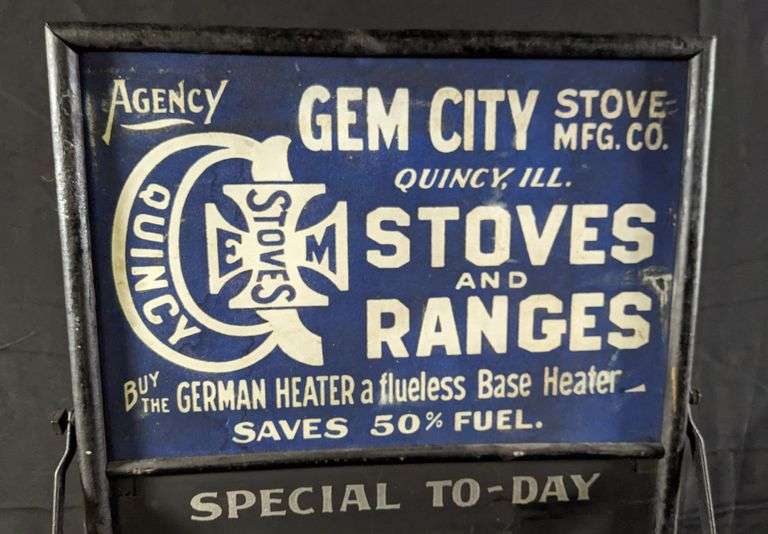 AGENCY
GEM CITY STOVE MFG. CO.
QUINCY, ILL.
QUINCY
STOVES
E M
STOVES
AND
RANGES
BUY THE GERMAN HEATER a flueless Base Heater
SAVES 50% FUEL.
SPECIAL TO-DAY